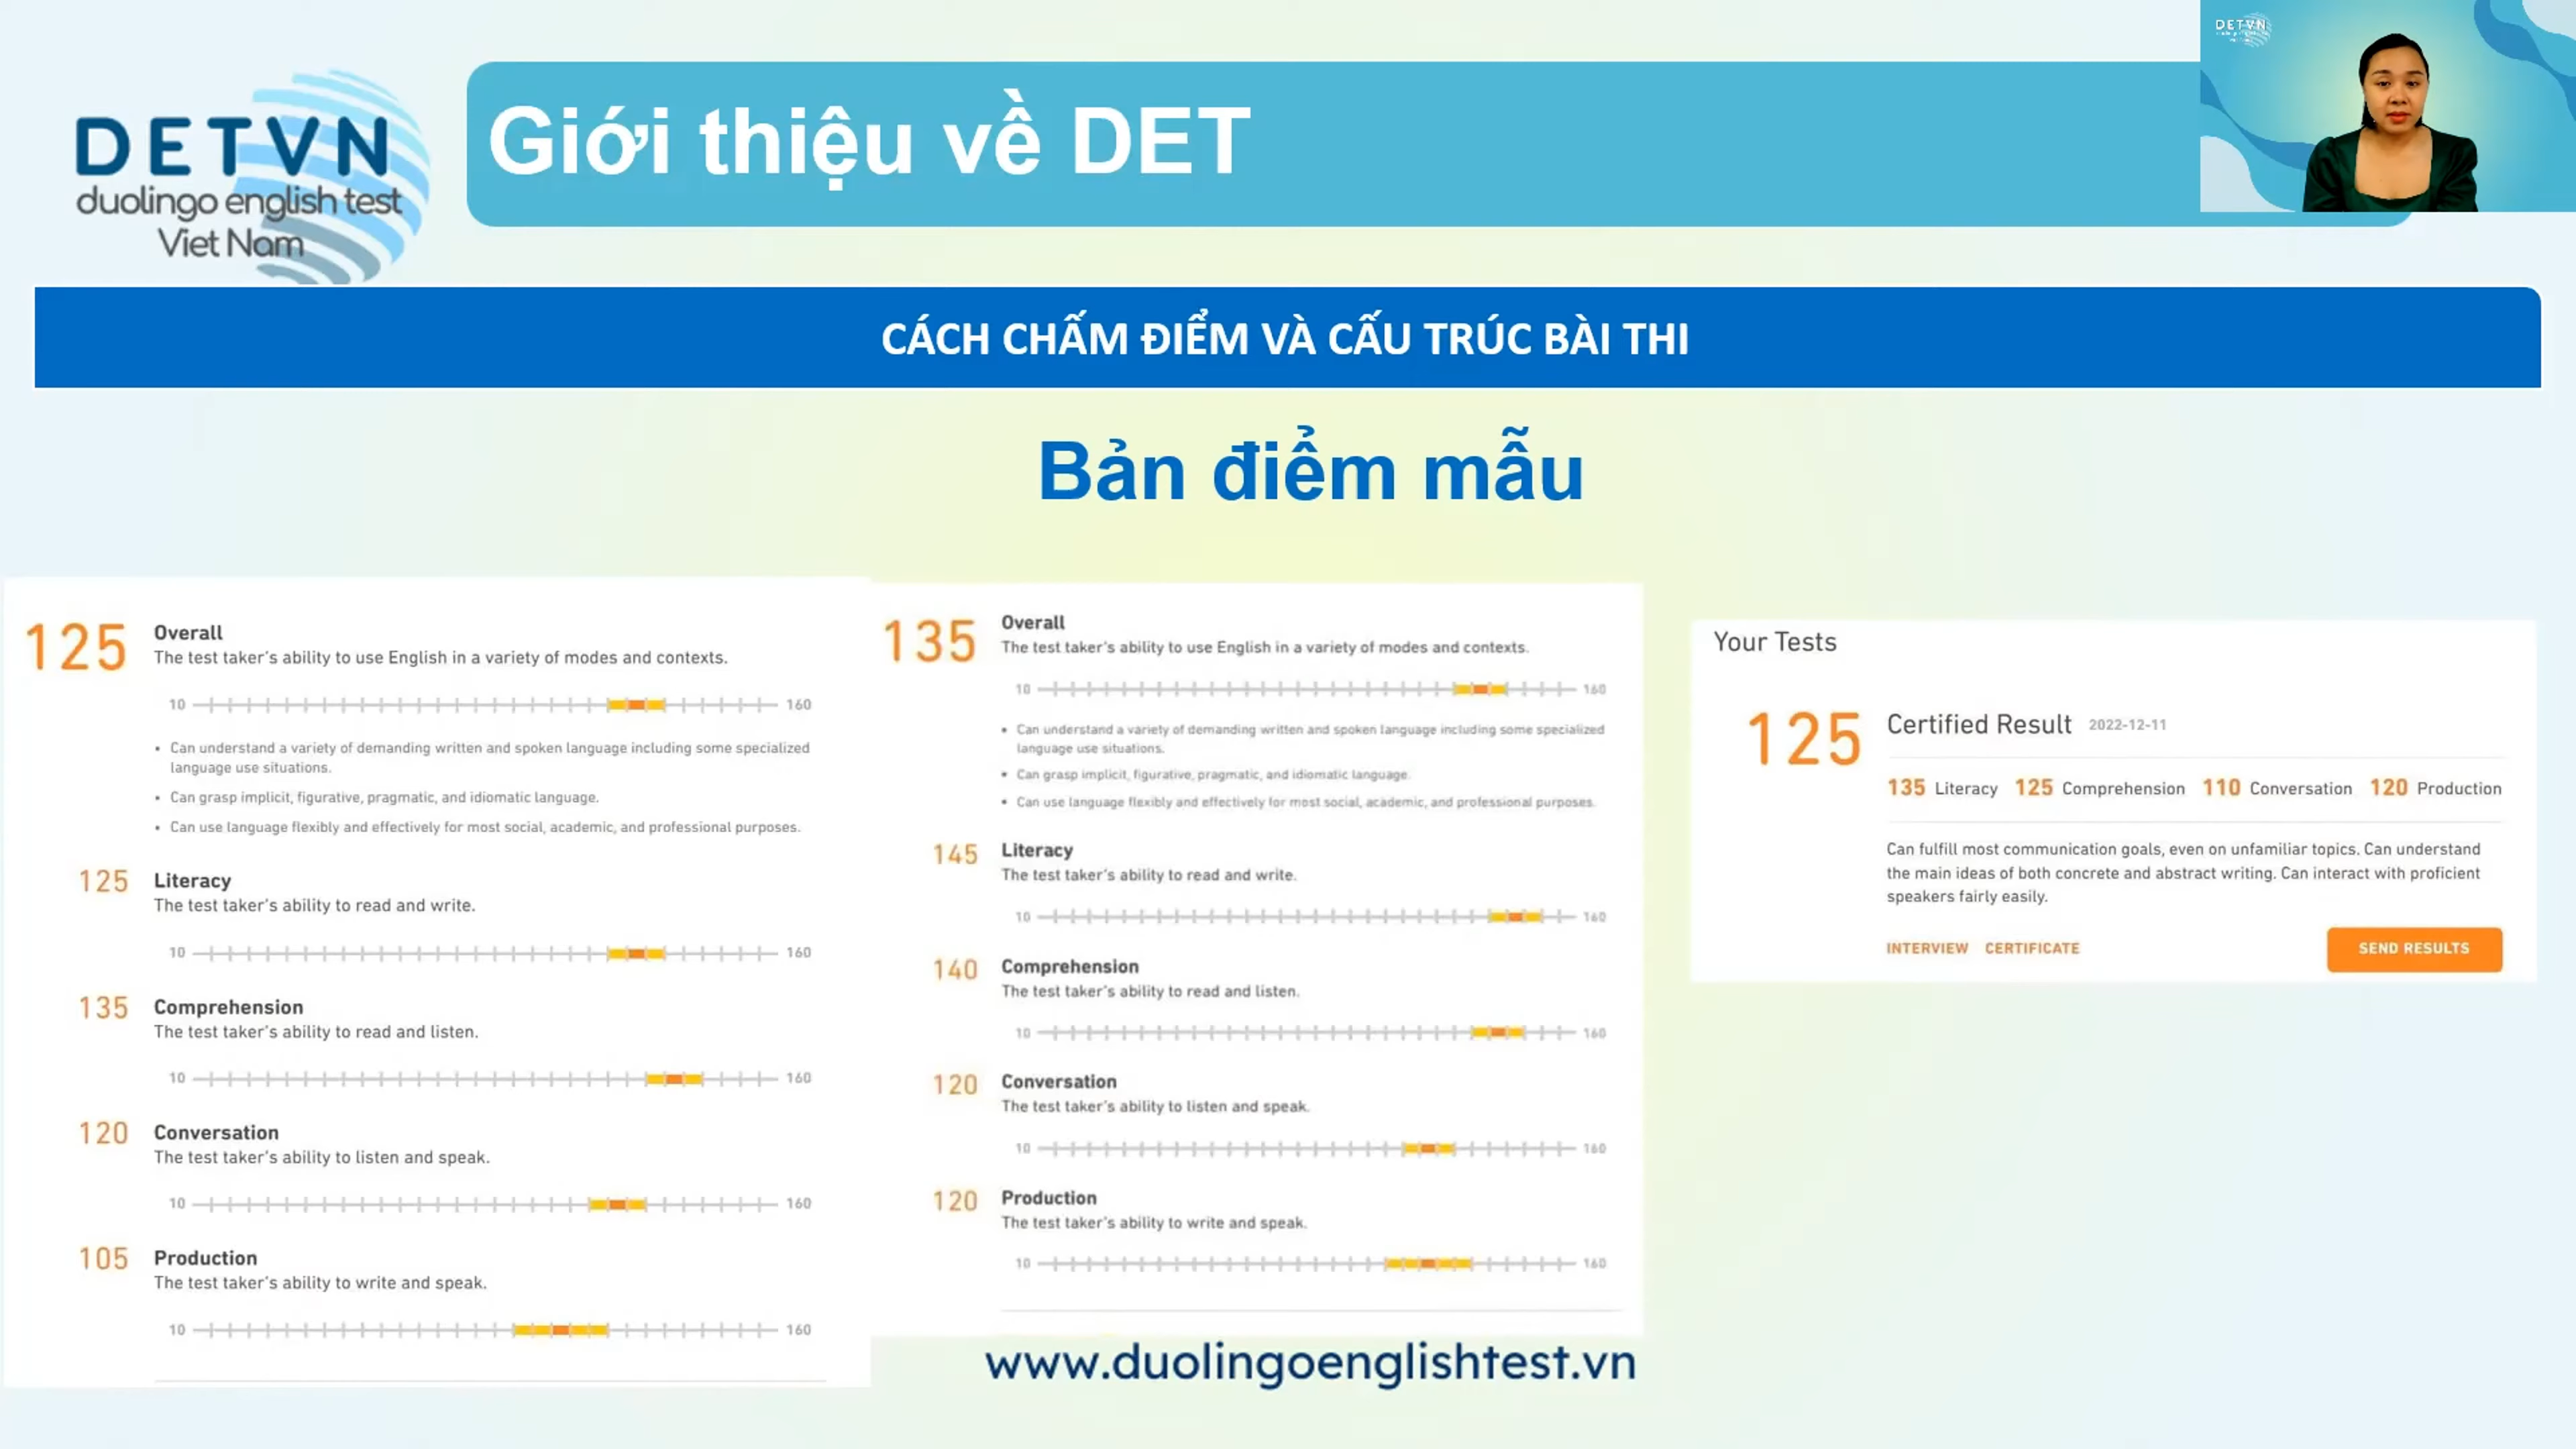 DETVN
duolingo english test
Viet Nam
Giới thiệu về DET
DETVN
CÁCH CHẤM ĐIỂM VÀ CẤU TRÚC BÀI THI
Bản điểm mẫu
125
Overall
The test taker's ability to use English in a variety of modes and contexts.
10 160
• Can understand a variety of demanding written and spoken language including some specialized
language use situations.
• Can grasp implicit, figurative, pragmatic, and idiomatic language.
• Can use language flexibly and effectively for most social, academic, and professional purposes.
125 Literacy
The test taker's ability to read and write.
10 160
135 Comprehension
The test taker's ability to read and listen.
10 160
120 Conversation
The test taker's ability to listen and speak.
10 160
105 Production
The test taker's ability to write and speak.
10 160
135
Overall
The test taker's ability to use English in a variety of modes and contexts.
10 160
• Can understand a variety of demanding written and spoken language including some specialized
language use situations.
• Can grasp implicit, figurative, pragmatic, and idiomatic language.
• Can use language flexibly and effectively for most social, academic, and professional purposes.
145 Literacy
The test taker's ability to read and write.
10 160
140 Comprehension
The test taker's ability to read and listen.
10 160
120 Conversation
The test taker's ability to listen and speak.
10 160
120 Production
The test taker's ability to write and speak.
10 160
Your Tests
125 Certified Result 2022-12-11
135 Literacy 125 Comprehension 110 Conversation 120 Production
Can fulfill most communication goals, even on unfamiliar topics. Can understand
the main ideas of both concrete and abstract writing. Can interact with proficient
speakers fairly easily.
INTERVIEW CERTIFICATE SEND RESULTS
www.duolingoenglishtest.vn